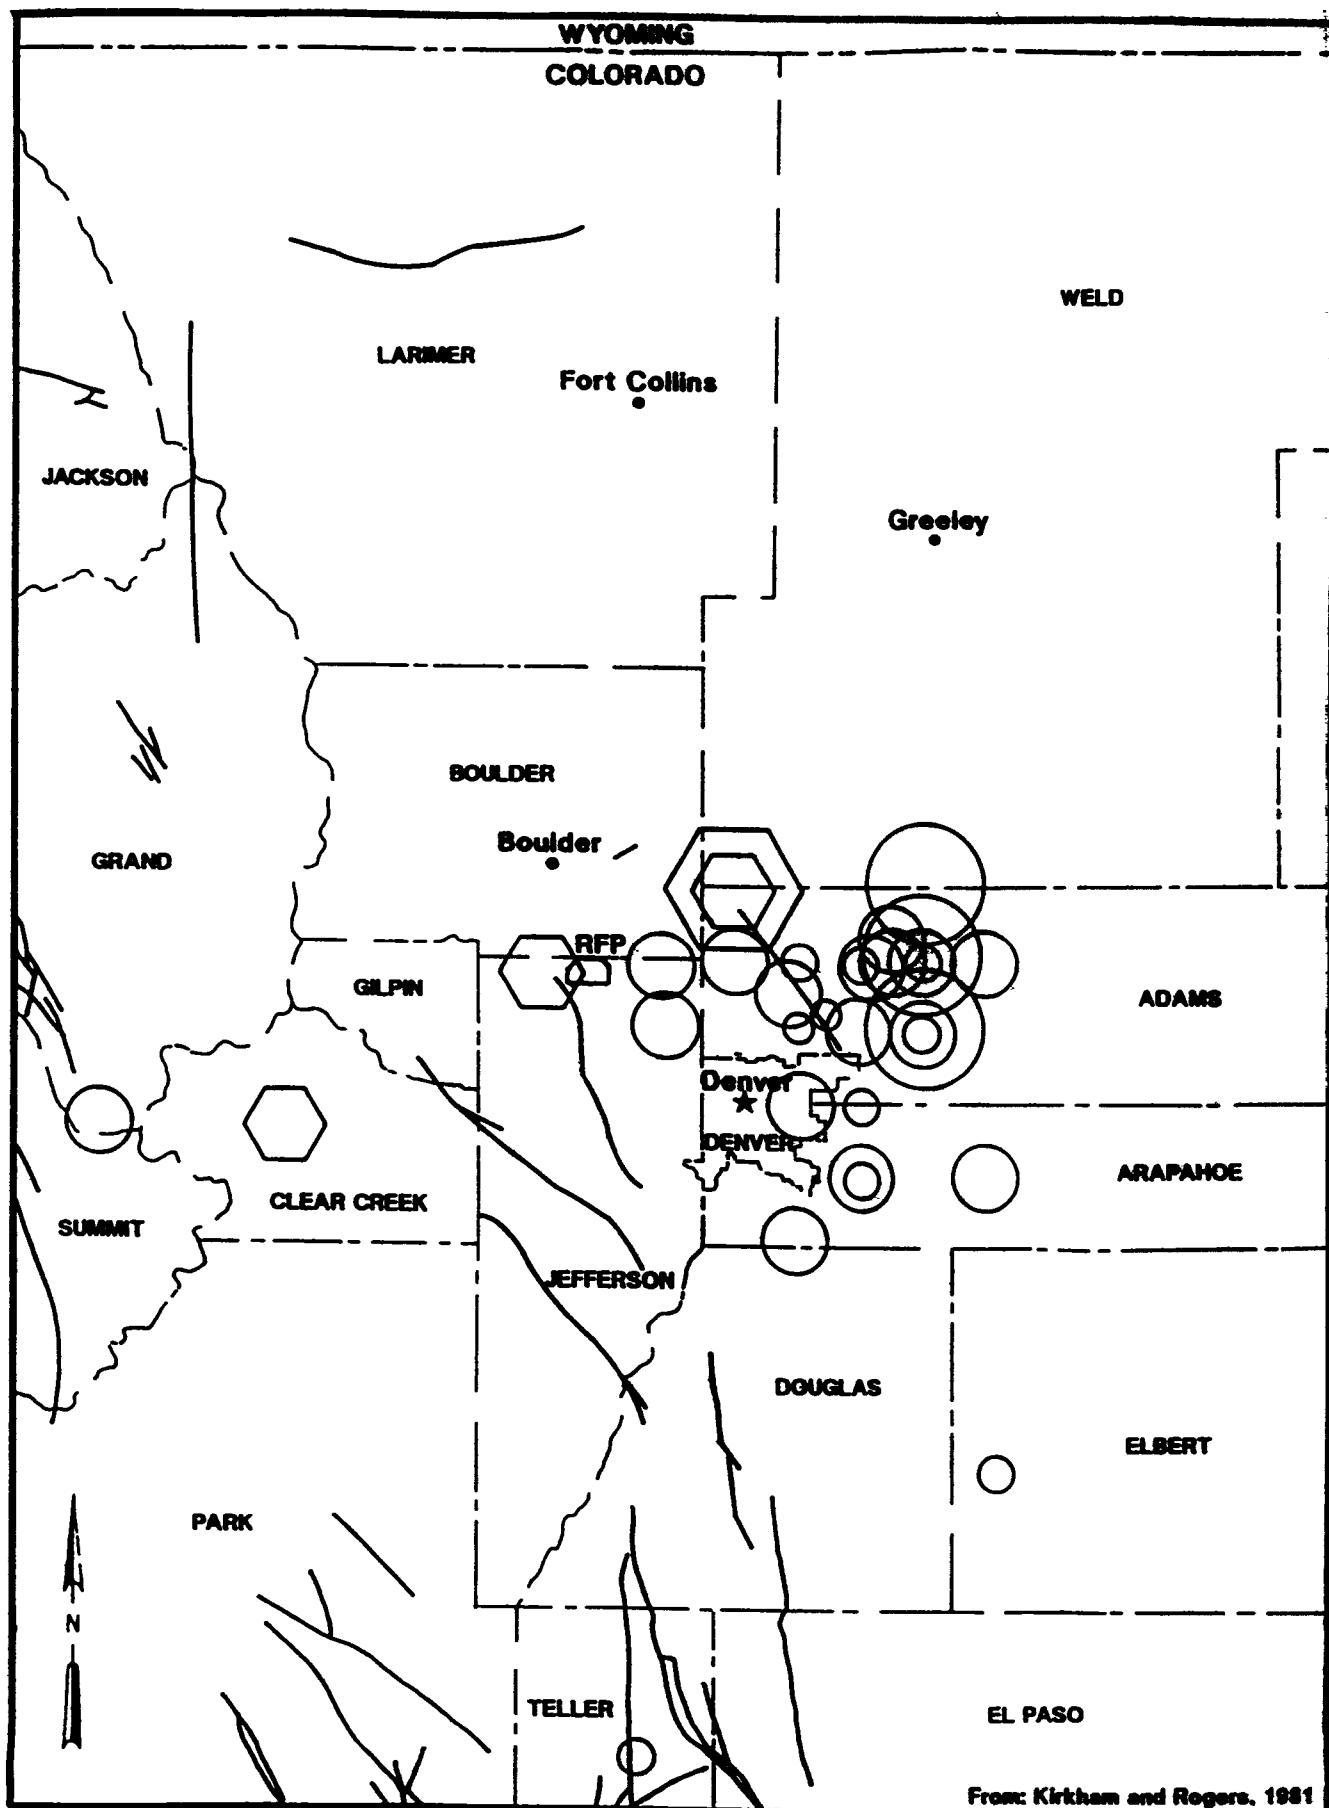 WYOMING
COLORADO
WELD
LARIMER
Fort Collins
JACKSON
Greeley
BOULDER
Boulder
GRAND
RFP
GILPIN
ADAMS
Denver
DENVER
ARAPAHOE
CLEAR CREEK
SUMMIT
JEFFERSON
DOUGLAS
ELBERT
PARK
N
TELLER
EL PASO
From: Kirkham and Rogers, 1981